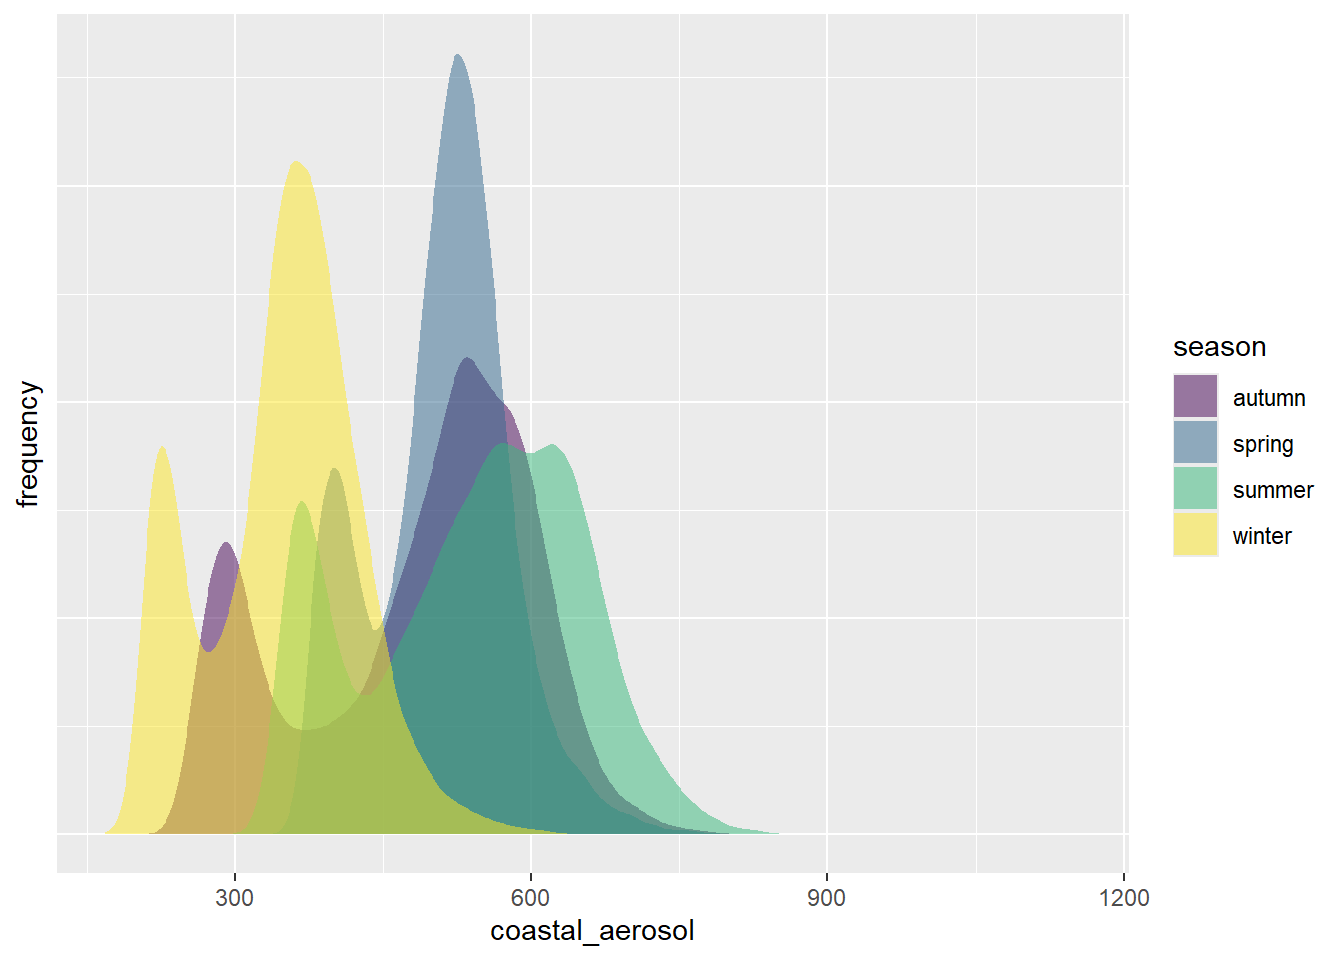 frequency
300 600 900 1200
coastal_aerosol
season
autumn
spring
summer
winter